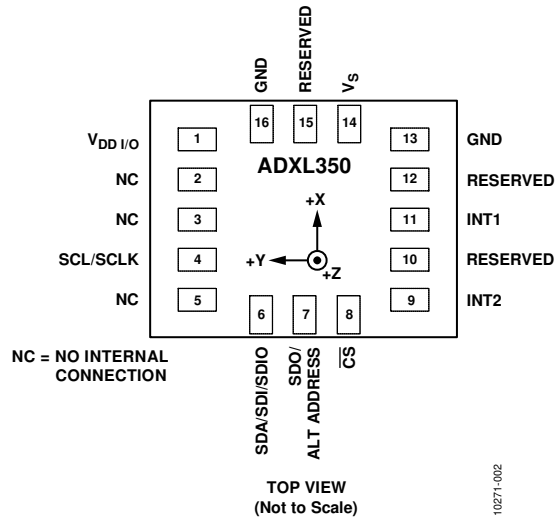 GND
RESERVED
VS
16
15
14
VDD I/O
1
13
GND
ADXL350
NC
2
12
RESERVED
+X
NC
3
11
INT1
SCL/SCLK
4
+Y
+Z
10
RESERVED
NC
5
9
INT2
6
7
8
NC = NO INTERNAL
CONNECTION
SDA/SDI/SDIO
SDO/
ALT ADDRESS
CS
TOP VIEW
(Not to Scale)
10271-002